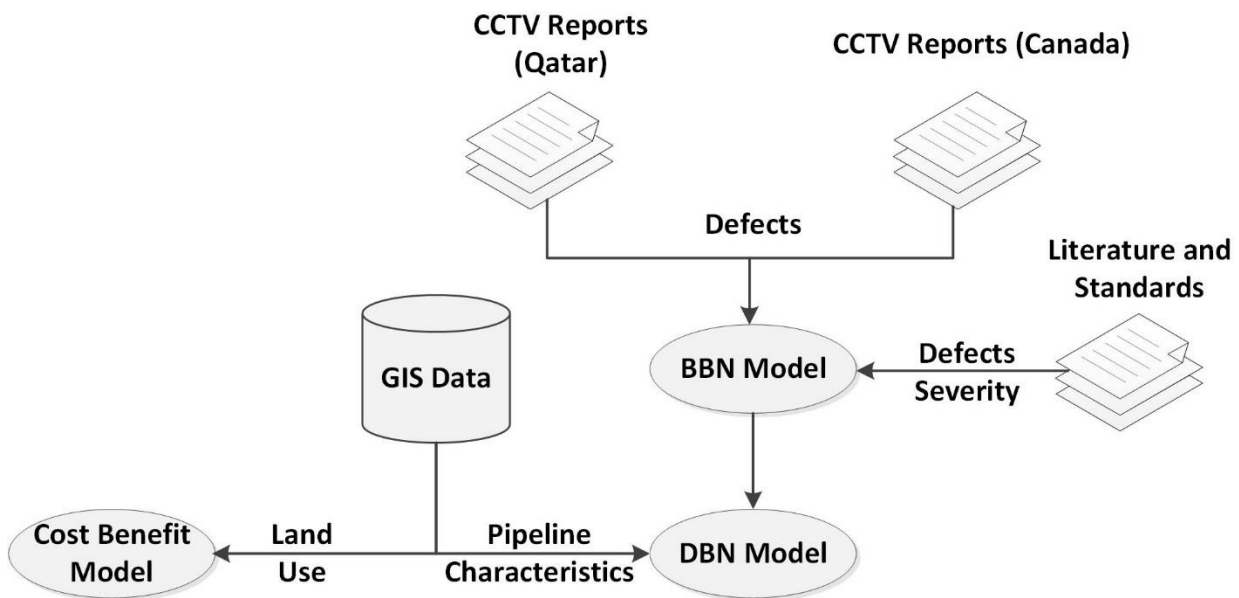 CCTV Reports
(Qatar)
CCTV Reports (Canada)
Defects
Literature and
Standards
GIS Data
BBN Model
Defects
Severity
Cost Benefit
Model
Land
Use
Pipeline
Characteristics
DBN Model